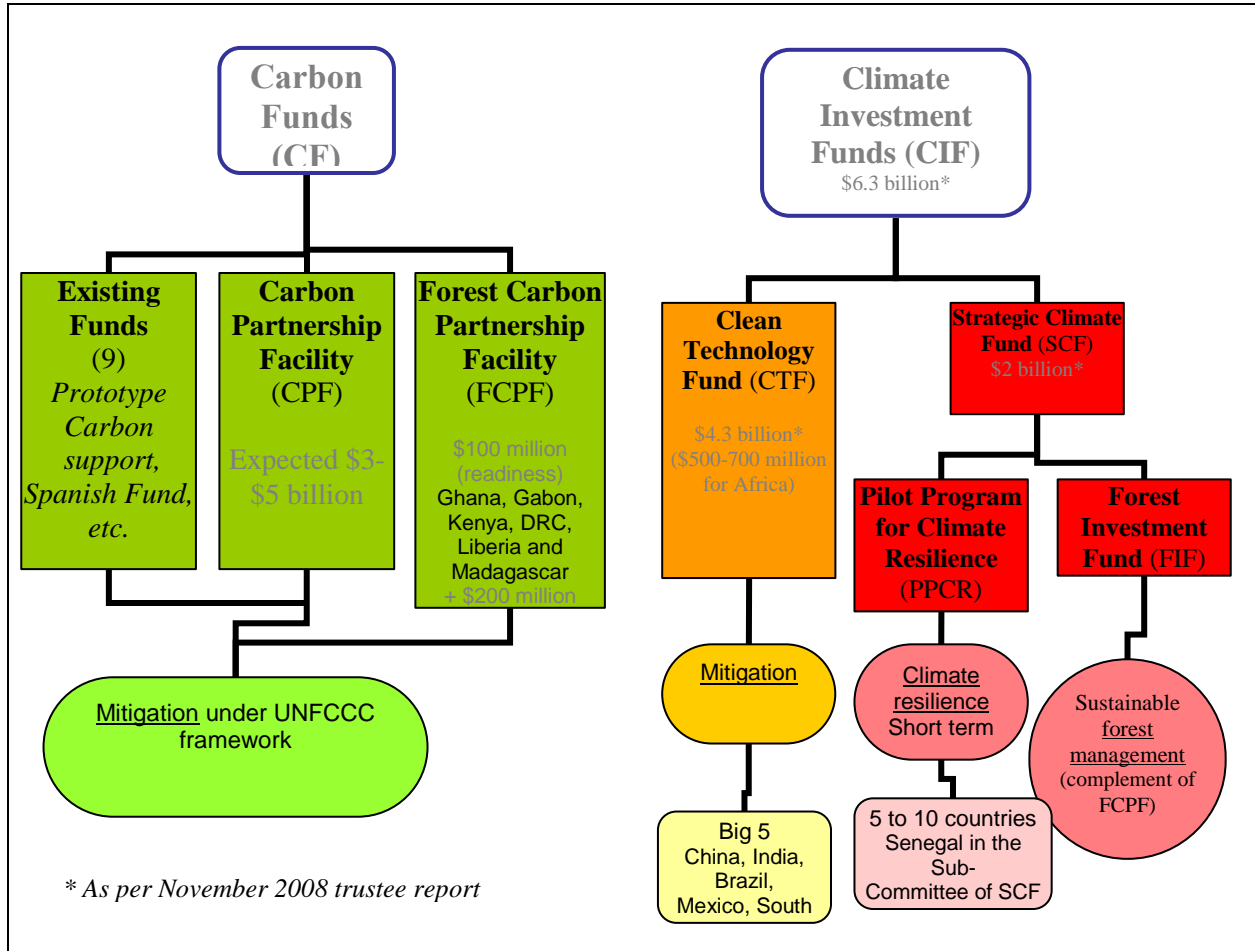 Carbon
Funds
(CF)
Climate
Investment
Funds (CIF)
$6.3 billion*
Existing
Funds
(9)
Prototype
Carbon
support,
Spanish Fund,
etc.
Carbon
Partnership
Facility
(CPF)
Expected $3-
$5 billion
Forest Carbon
Partnership
Facility
(FCPF)
$100 million
(readiness)
Ghana, Gabon,
Kenya, DRC,
Liberia and
Madagascar
+ $200 million
Mitigation under UNFCCC
framework
Clean
Technology
Fund (CTF)
$4.3 billion*
($500-700 million
for Africa)
Strategic Climate
Fund (SCF)
$2 billion*
Pilot Program
for Climate
Resilience
(PPCR)
Forest
Investment
Fund (FIF)
Mitigation
Climate
resilience
Short term
Sustainable
forest
management
(complement of
FCPF)
Big 5
China, India,
Brazil,
Mexico, South
5 to 10 countries
Senegal in the
Sub-
Committee of SCF
* As per November 2008 trustee report